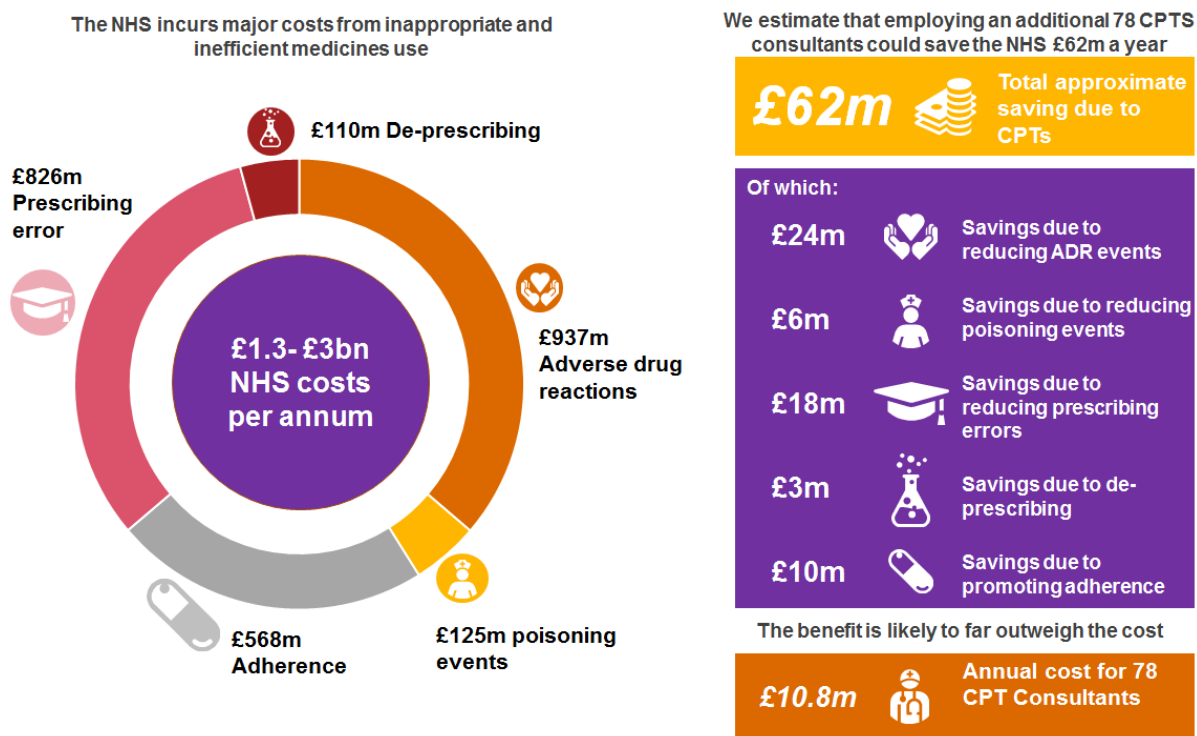 The NHS incurs major costs from inappropriate and
inefficient medicines use
£110m De-prescribing
£826m
Prescribing
error
£1.3- £3bn
NHS costs
per annum
£937m
Adverse drug
reactions
£568m
Adherence
£125m poisoning
events
We estimate that employing an additional 78 CPTS
consultants could save the NHS £62m a year
£62m
Total approximate
saving due to
CPTs
Of which:
£24m
Savings due to
reducing ADR events
£6m
Savings due to reducing
poisoning events
£18m
Savings due to
reducing prescribing
errors
£3m
Savings due to de-
prescribing
£10m
Savings due to
promoting adherence
The benefit is likely to far outweigh the cost
£10.8m
Annual cost for 78
CPT Consultants